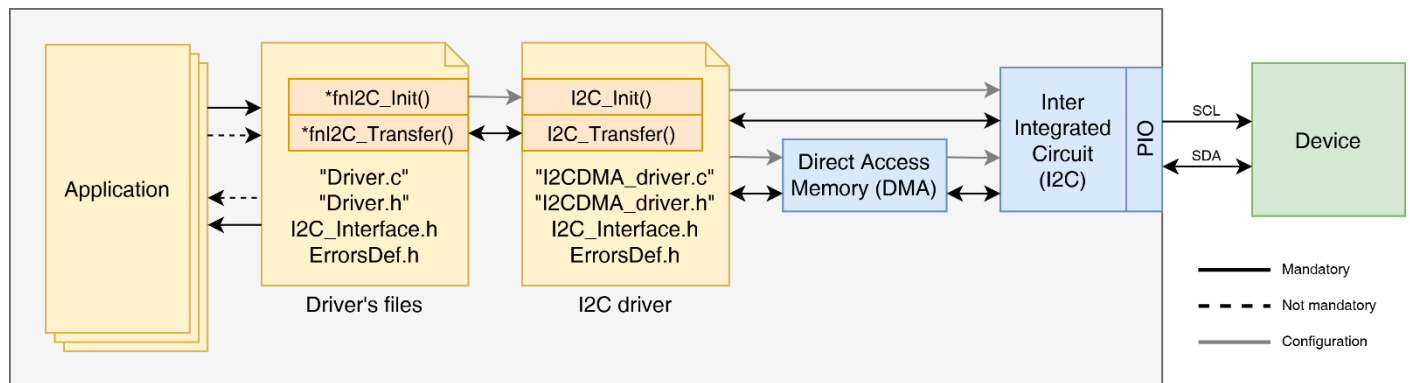 Application
*fnI2C_Init()
*fnI2C_Transfer()
"Driver.c"
"Driver.h"
I2C_Interface.h
ErrorsDef.h
Driver's files
I2C_Init()
I2C_Transfer()
"I2CDMA_driver.c"
"I2CDMA_driver.h"
I2C_Interface.h
ErrorsDef.h
I2C driver
Direct Access
Memory (DMA)
Inter
Integrated
Circuit
(I2C)
PIO
SCL
SDA
Device
Mandatory
Not mandatory
Configuration